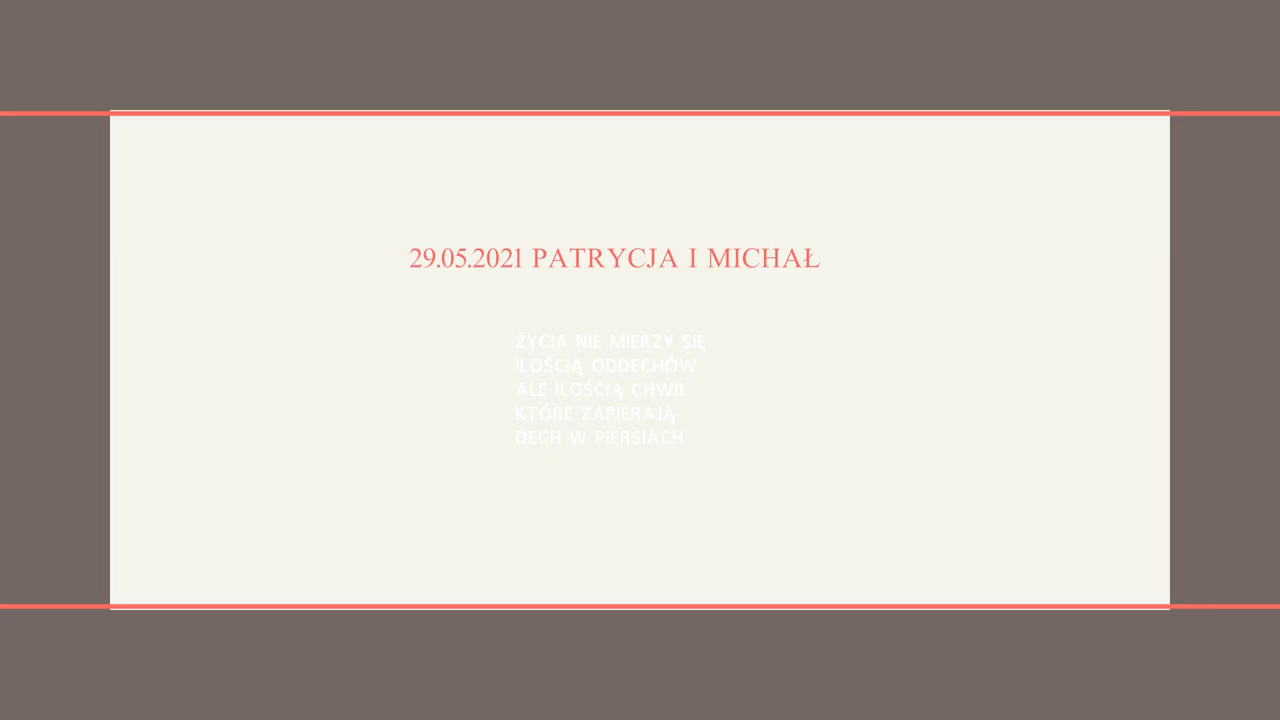 29.05.2021 PATRYCJA I MICHAŁ
ŻYCIA NIE MIERZY SIĘ
ILOŚCIĄ ODDECHÓW
ALE ILOŚCIĄ CHWIL
KTÓRE ZAPIERAJĄ
DECH W PIERSIACH